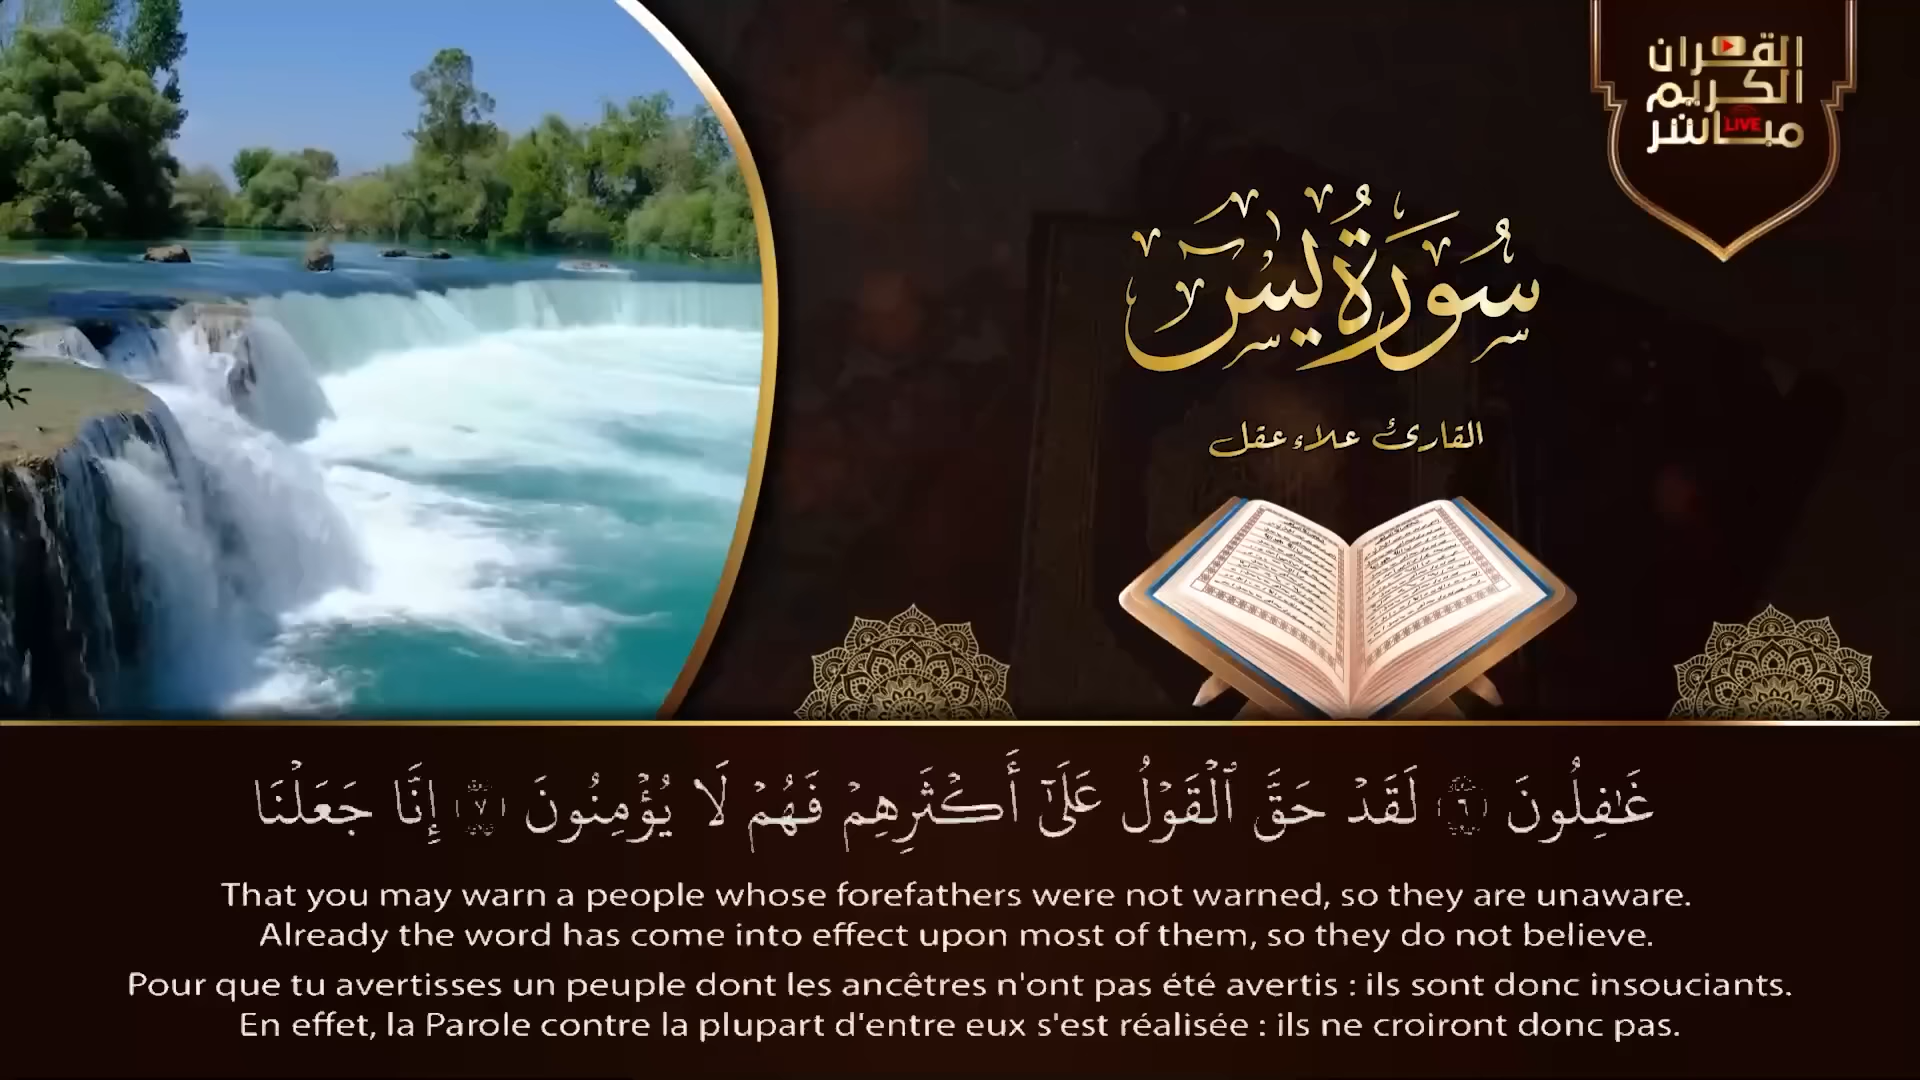 القرآن
الكريم
مباشر
LIVE
سُورَةُ يسٓ
القارئ علاء عقل
غَٰفِلُونَ ٦ لَقَدْ حَقَّ ٱلْقَوْلُ عَلَىٰٓ أَكْثَرِهِمْ فَهُمْ لَا يُؤْمِنُونَ ٧ إِنَّا جَعَلْنَا
That you may warn a people whose forefathers were not warned, so they are unaware.
Already the word has come into effect upon most of them, so they do not believe.
Pour que tu avertisses un peuple dont les ancêtres n'ont pas été avertis : ils sont donc insouciants.
En effet, la Parole contre la plupart d'entre eux s'est réalisée : ils ne croiront donc pas.